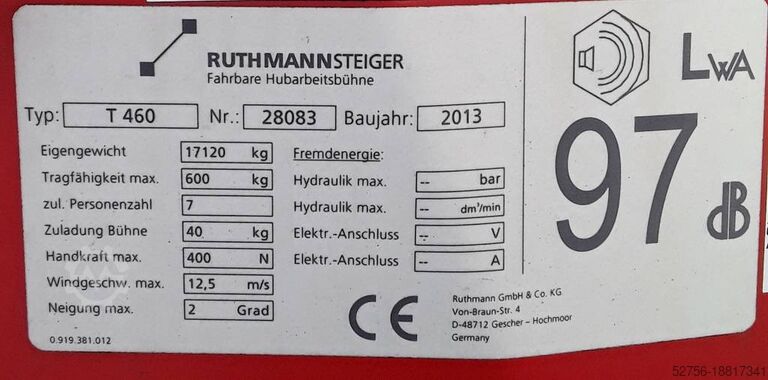 RUTHMANNSTEIGER
Fahrbare Hubarbeitsbühne
Typ: T 460 Nr.: 28083 Baujahr: 2013
Eigengewicht 17120 kg
Tragfähigkeit max. 600 kg
zul. Personenzahl 7
Zuladung Bühne 40 kg
Handkraft max. 400 N
Windgeschw. max. 12,5 m/s
Neigung max. 2 Grad
Fremdenergie:
Hydraulik max. -- bar
Hydraulik max. -- dm³/min
Elektr.-Anschluss -- V
Elektr.-Anschluss -- A
0.919.381.012
CE
Ruthmann GmbH & Co. KG
Von-Braun-Str. 4
D-48712 Gescher - Hochmoor
Germany
LWA
97 dB
52756-18817341